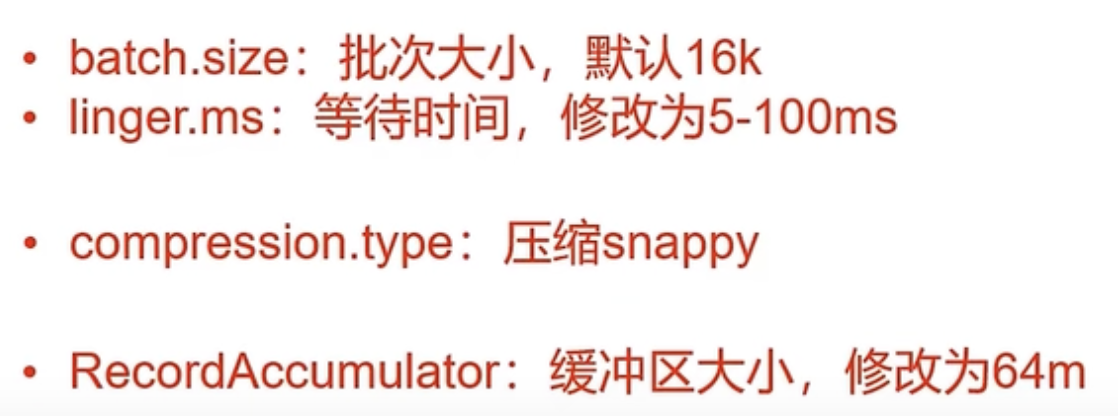 • batch.size：批次大小，默认16k
• linger.ms：等待时间，修改为5-100ms
• compression.type：压缩snappy
• RecordAccumulator：缓冲区大小，修改为64m